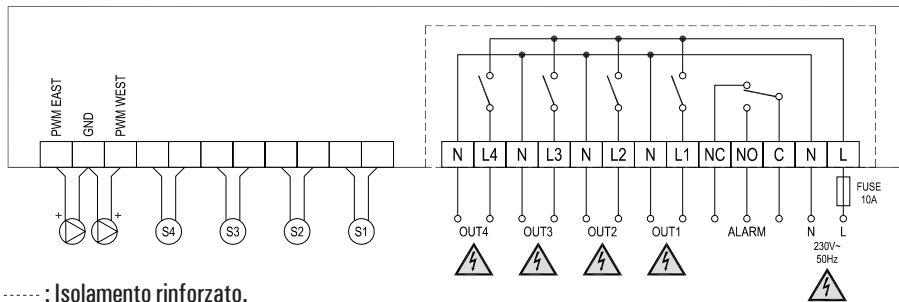 PWM EAST
GND
PWM WEST
N L4 N L3 N L2 N L1 NC NO C N L
FUSE
10A
+ + S4 S3 S2 S1
OUT4 OUT3 OUT2 OUT1 ALARM N L
230V~
50Hz
------ : Isolamento rinforzato.